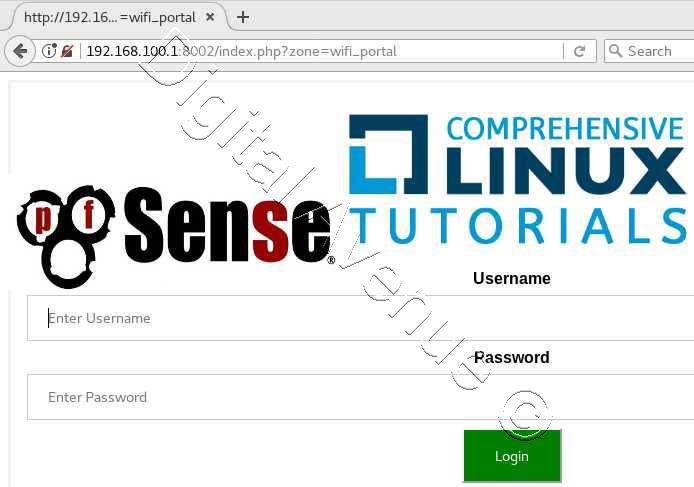 http://192.16... =wifi_portal
192.168.100.1:8002/index.php?zone=wifi_portal
Search
COMPREHENSIVE
LINUX
TUTORIALS
pf Sense®
Username
Enter Username
Password
Enter Password
Login
Digital Avenue ©